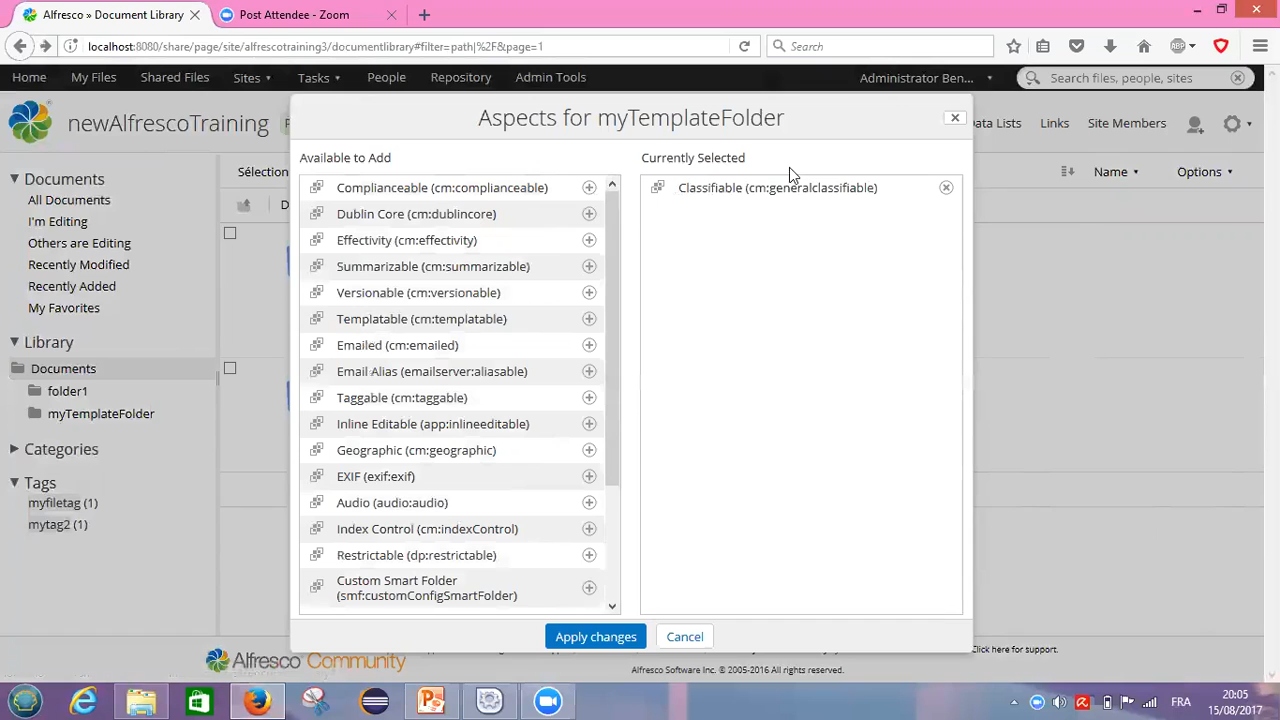 Alfresco » Document Library
Post Attendee - Zoom
localhost:8080/share/page/site/alfrescotraining3/documentlibrary#filter=path|%2F&page=1
Search
ABP
Home
My Files
Shared Files
Sites
Tasks
People
Repository
Admin Tools
Administrator Ben...
Search files, people, sites
newAlfrescoTraining
Aspects for myTemplateFolder
ata Lists
Links
Site Members
Documents
All Documents
I'm Editing
Others are Editing
Recently Modified
Recently Added
My Favorites
Library
Documents
folder1
myTemplateFolder
Categories
Tags
myfiletag (1)
mytag2 (1)
Sélection
D
Name
Options
Available to Add
Complianceable (cm:complianceable)
Dublin Core (cm:dublincore)
Effectivity (cm:effectivity)
Summarizable (cm:summarizable)
Versionable (cm:versionable)
Templatable (cm:templatable)
Emailed (cm:emailed)
Email Alias (emailserver:aliasable)
Taggable (cm:taggable)
Inline Editable (app:inlineeditable)
Geographic (cm:geographic)
EXIF (exif:exif)
Audio (audio:audio)
Index Control (cm:indexControl)
Restrictable (dp:restrictable)
Custom Smart Folder
(smf:customConfigSmartFolder)
Currently Selected
Classifiable (cm:generalclassifiable)
Apply changes
Cancel
Alfresco Community
Click here for support.
Alfresco Software Inc. © 2005-2016 All rights reserved.
FRA
20:05
15/08/2017